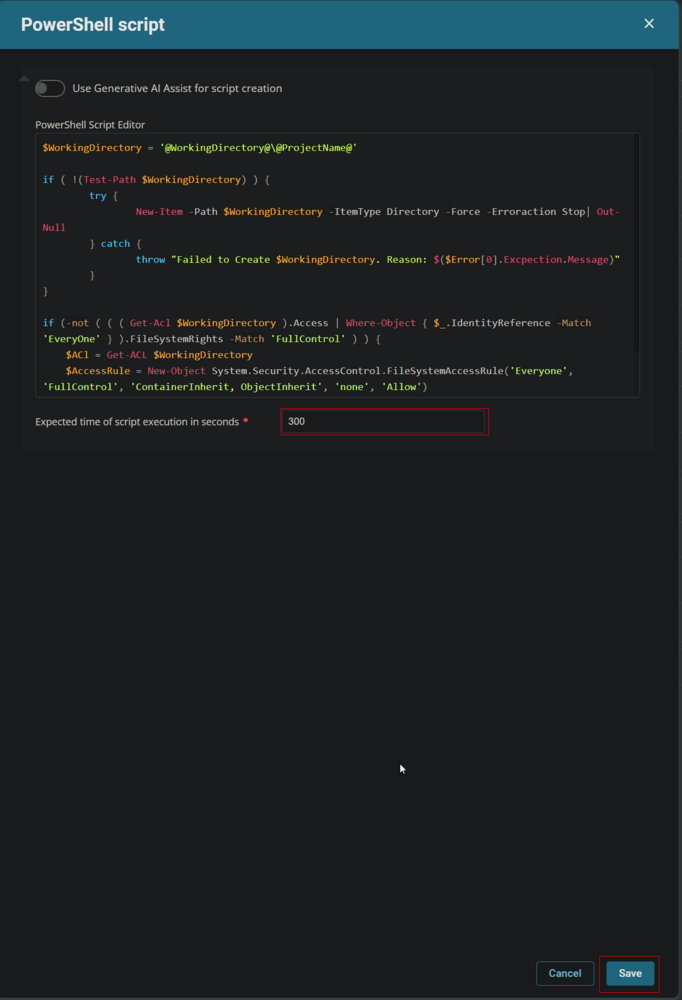 PowerShell script
Use Generative AI Assist for script creation
PowerShell Script Editor
$WorkingDirectory = '@WorkingDirectory@\@ProjectName@'
if ( !(Test-Path $WorkingDirectory) ) {
try {
New-Item -Path $WorkingDirectory -ItemType Directory -Force -Erroraction Stop| Out-
Null
} catch {
throw "Failed to Create $WorkingDirectory. Reason: $($Error[0].Excpection.Message)"
}
}
if (-not ( ( ( Get-Acl $WorkingDirectory ).Access | Where-Object { $_.IdentityReference -Match
'EveryOne' } ).FileSystemRights -Match 'FullControl' ) ) {
$ACl = Get-ACL $WorkingDirectory
$AccessRule = New-Object System.Security.AccessControl.FileSystemAccessRule('Everyone',
'FullControl', 'ContainerInherit, ObjectInherit', 'none', 'Allow')
Expected time of script execution in seconds *
300
Cancel
Save